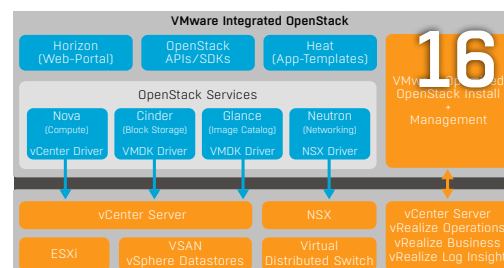 VMware Integrated OpenStack
Horizon
(Web-Portal)
OpenStack
APIs/SDKs
Heat
(App-Templates)
16
OpenStack Install
+
Management
OpenStack Services
Nova
(Compute)
vCenter Driver
Cinder
(Block Storage)
VMDK Driver
Glance
(Image Catalog)
VMDK Driver
Neutron
(Networking)
NSX Driver
vCenter Server
NSX
vCenter Server
vRealize Operations
vRealize Business
vRealize Log Insight
ESXi
VSAN
vSphere Datastores
Virtual
Distributed Switch